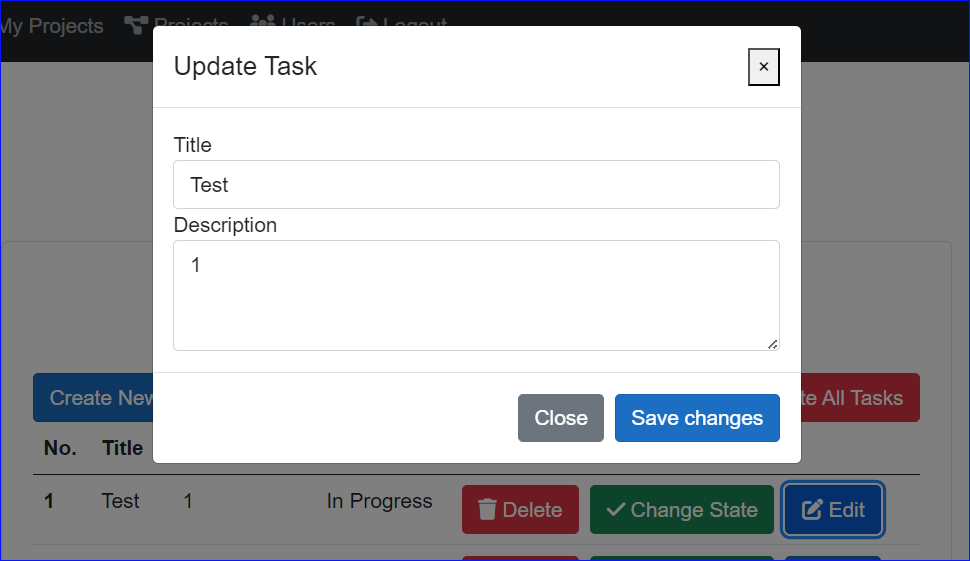 My Projects Projects Users Logout
Update Task
×
Title
Test
Description
1
Close Save changes
Create New All Tasks
No. Title
1 Test 1 In Progress Delete Change State Edit